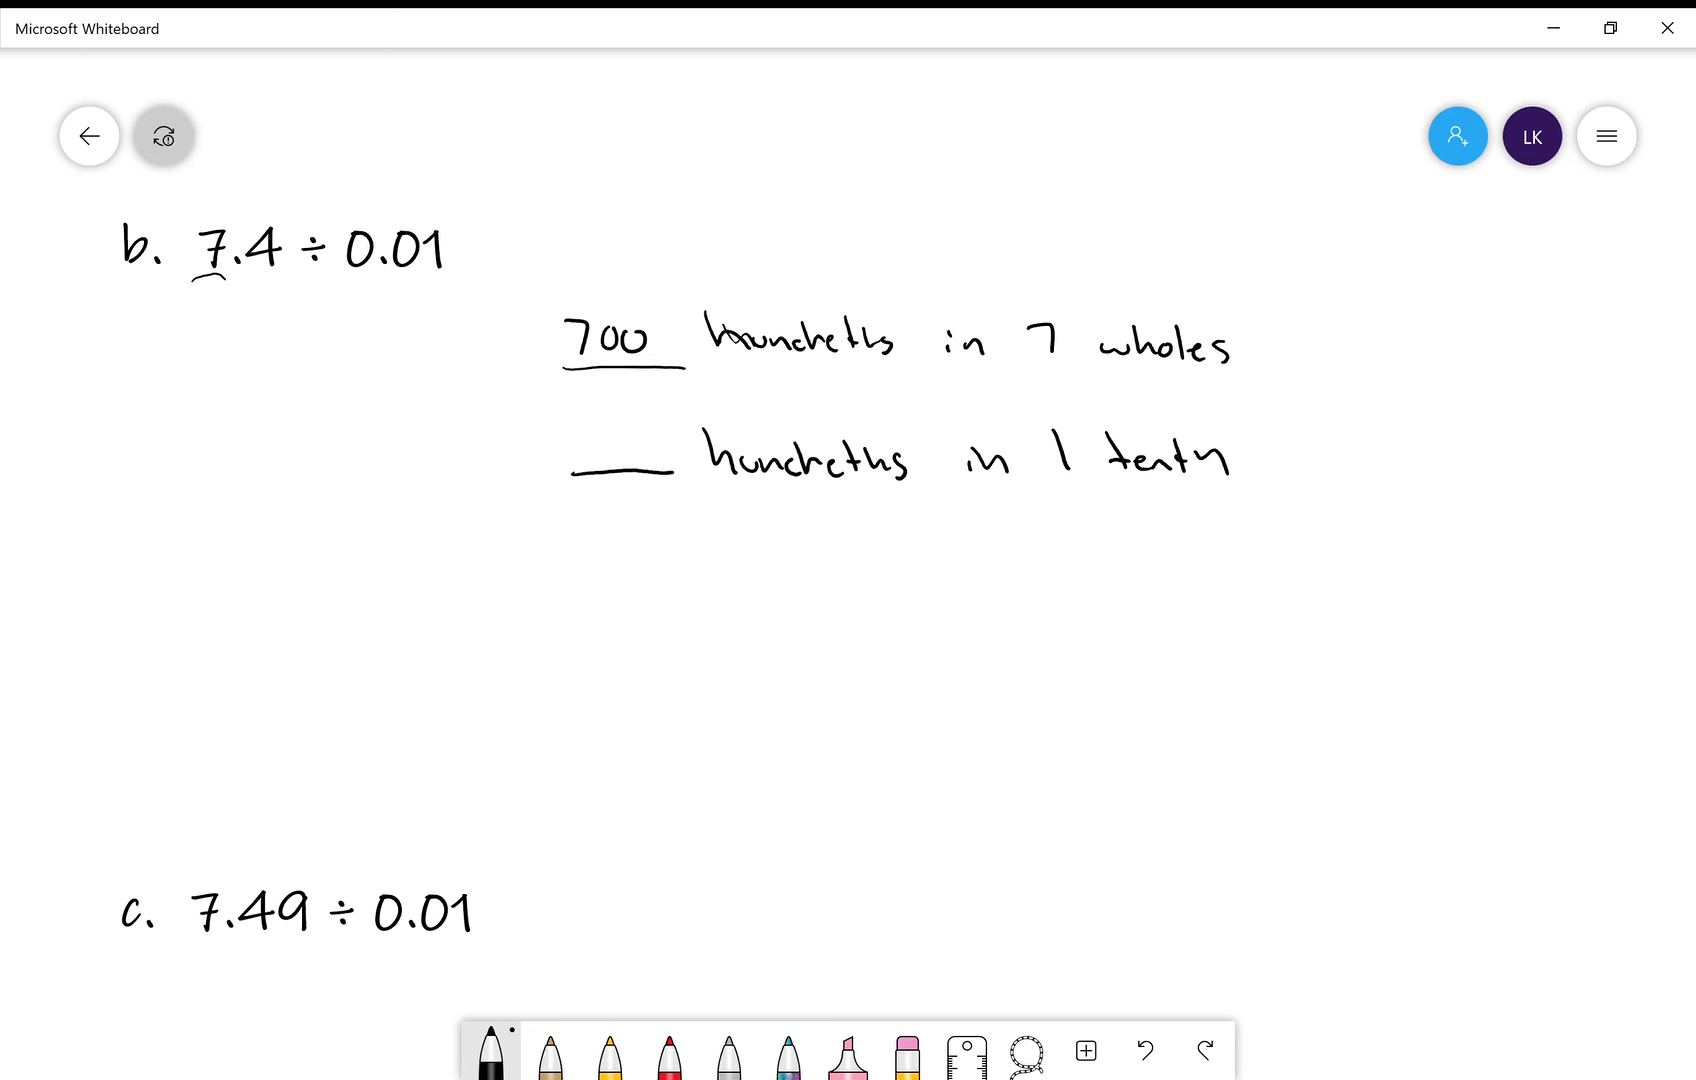 Microsoft Whiteboard
LK
b. 7.4 ÷ 0.01
700 hundreths in 7 wholes
___ hundreths in 1 tenth
c. 7.49 ÷ 0.01